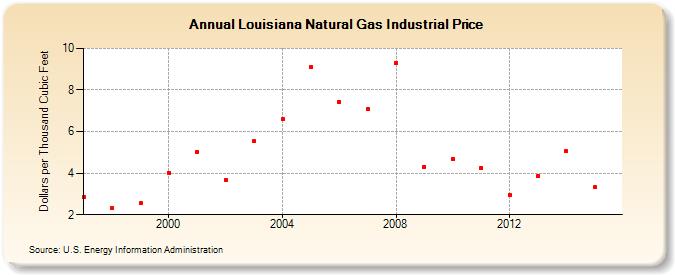 Annual Louisiana Natural Gas Industrial Price
Dollars per Thousand Cubic Feet
10
8
6
4
2
2000 2004 2008 2012
Source: U.S. Energy Information Administration